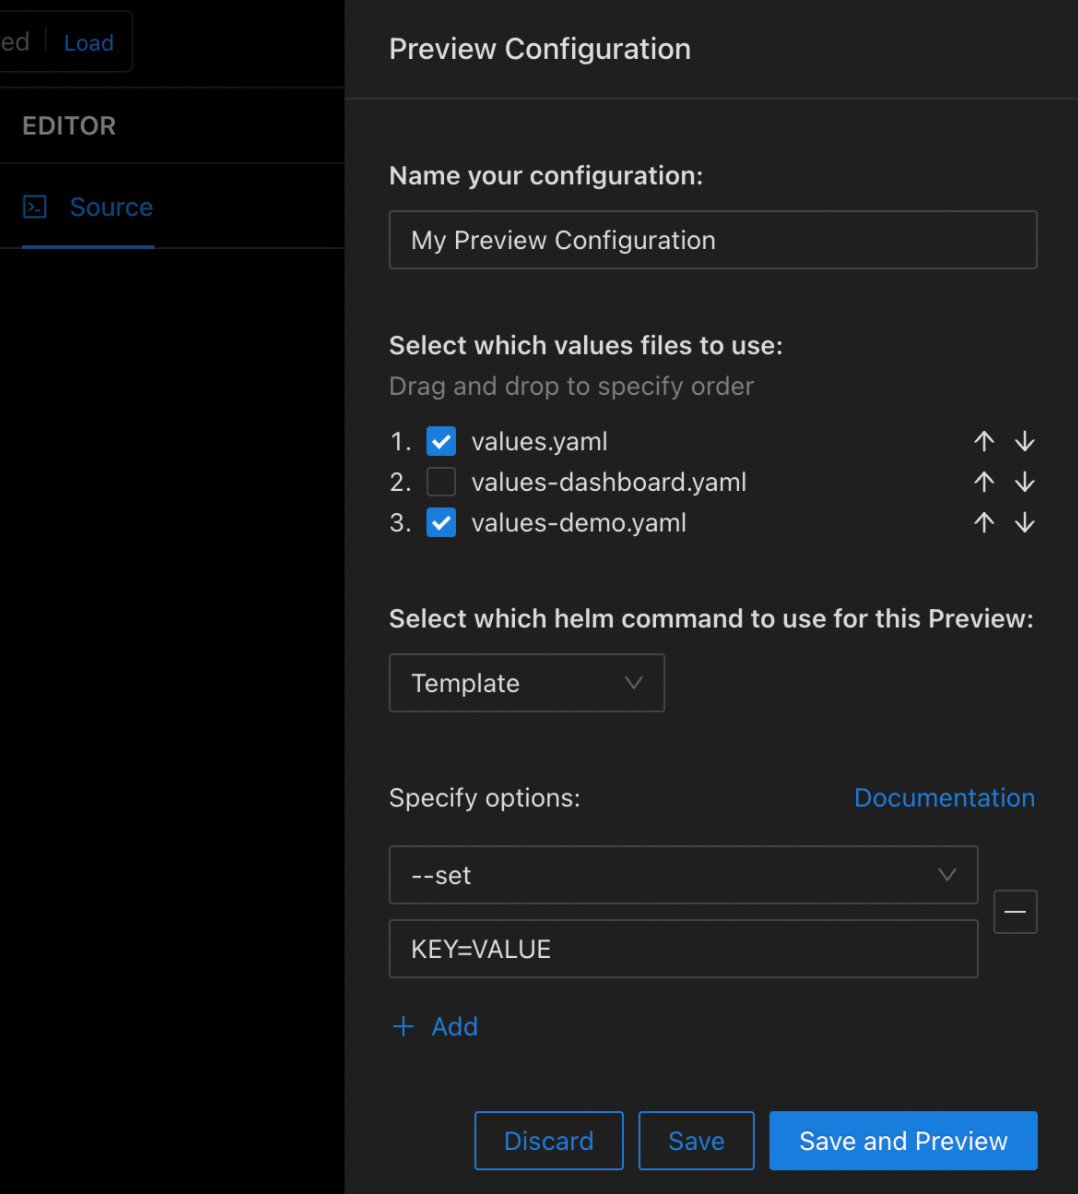 Load
EDITOR
Source
Preview Configuration
Name your configuration:
My Preview Configuration
Select which values files to use:
Drag and drop to specify order
1. values.yaml
2. values-dashboard.yaml
3. values-demo.yaml
Select which helm command to use for this Preview:
Template
Specify options: Documentation
--set
KEY=VALUE
+ Add
Discard Save Save and Preview